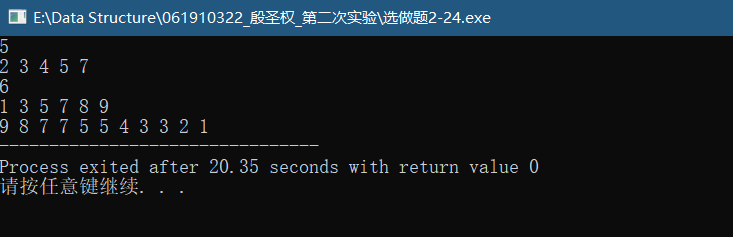 E:\Data Structure\061910322_殷圣权_第二次实验\选做题2-24.exe
5
2 3 4 5 7
6
1 3 5 7 8 9
9 8 7 7 5 5 4 3 3 2 1
--------------------------------
Process exited after 20.35 seconds with return value 0
请按任意键继续. . .